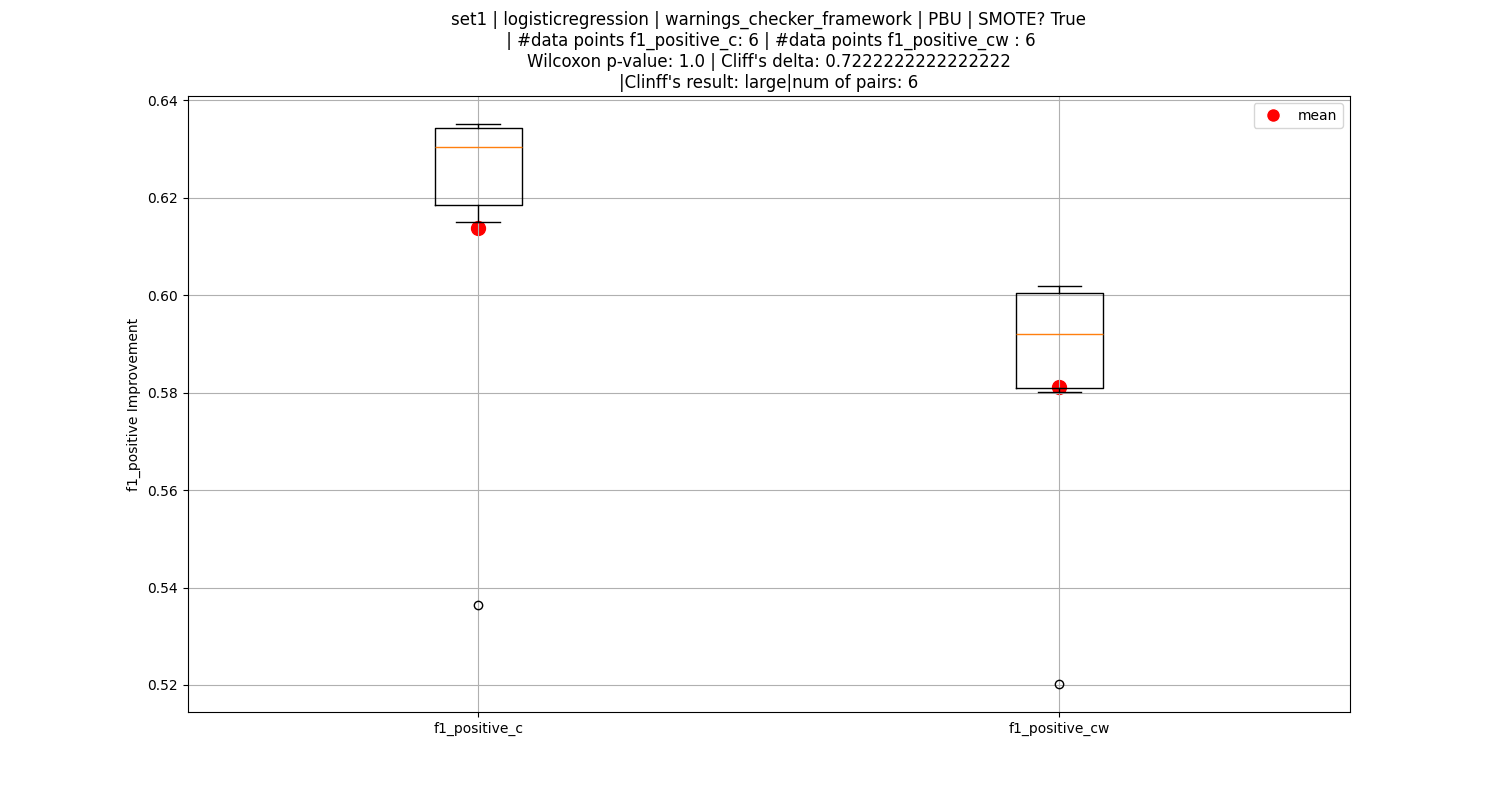 set1 | logisticregression | warnings_checker_framework | PBU | SMOTE? True
| #data points f1_positive_c: 6 | #data points f1_positive_cw : 6
Wilcoxon p-value: 1.0 | Cliff's delta: 0.7222222222222222
|Clinff's result: large|num of pairs: 6
mean
f1_positive Improvement
0.64
0.62
0.60
0.58
0.56
0.54
0.52
f1_positive_c
f1_positive_cw